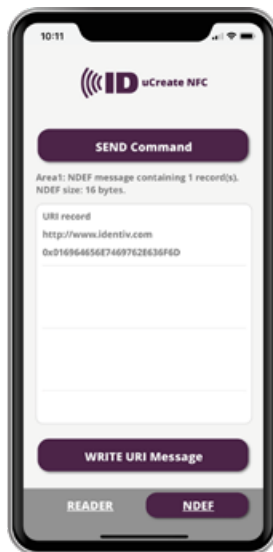 10:11
ID uCreate NFC
SEND Command
Area1: NDEF message containing 1 record(s).
NDEF size: 16 bytes.
URI record
http://www.identiv.com
0x016964656E7469762E636F6D
WRITE URI Message
READER NDEF